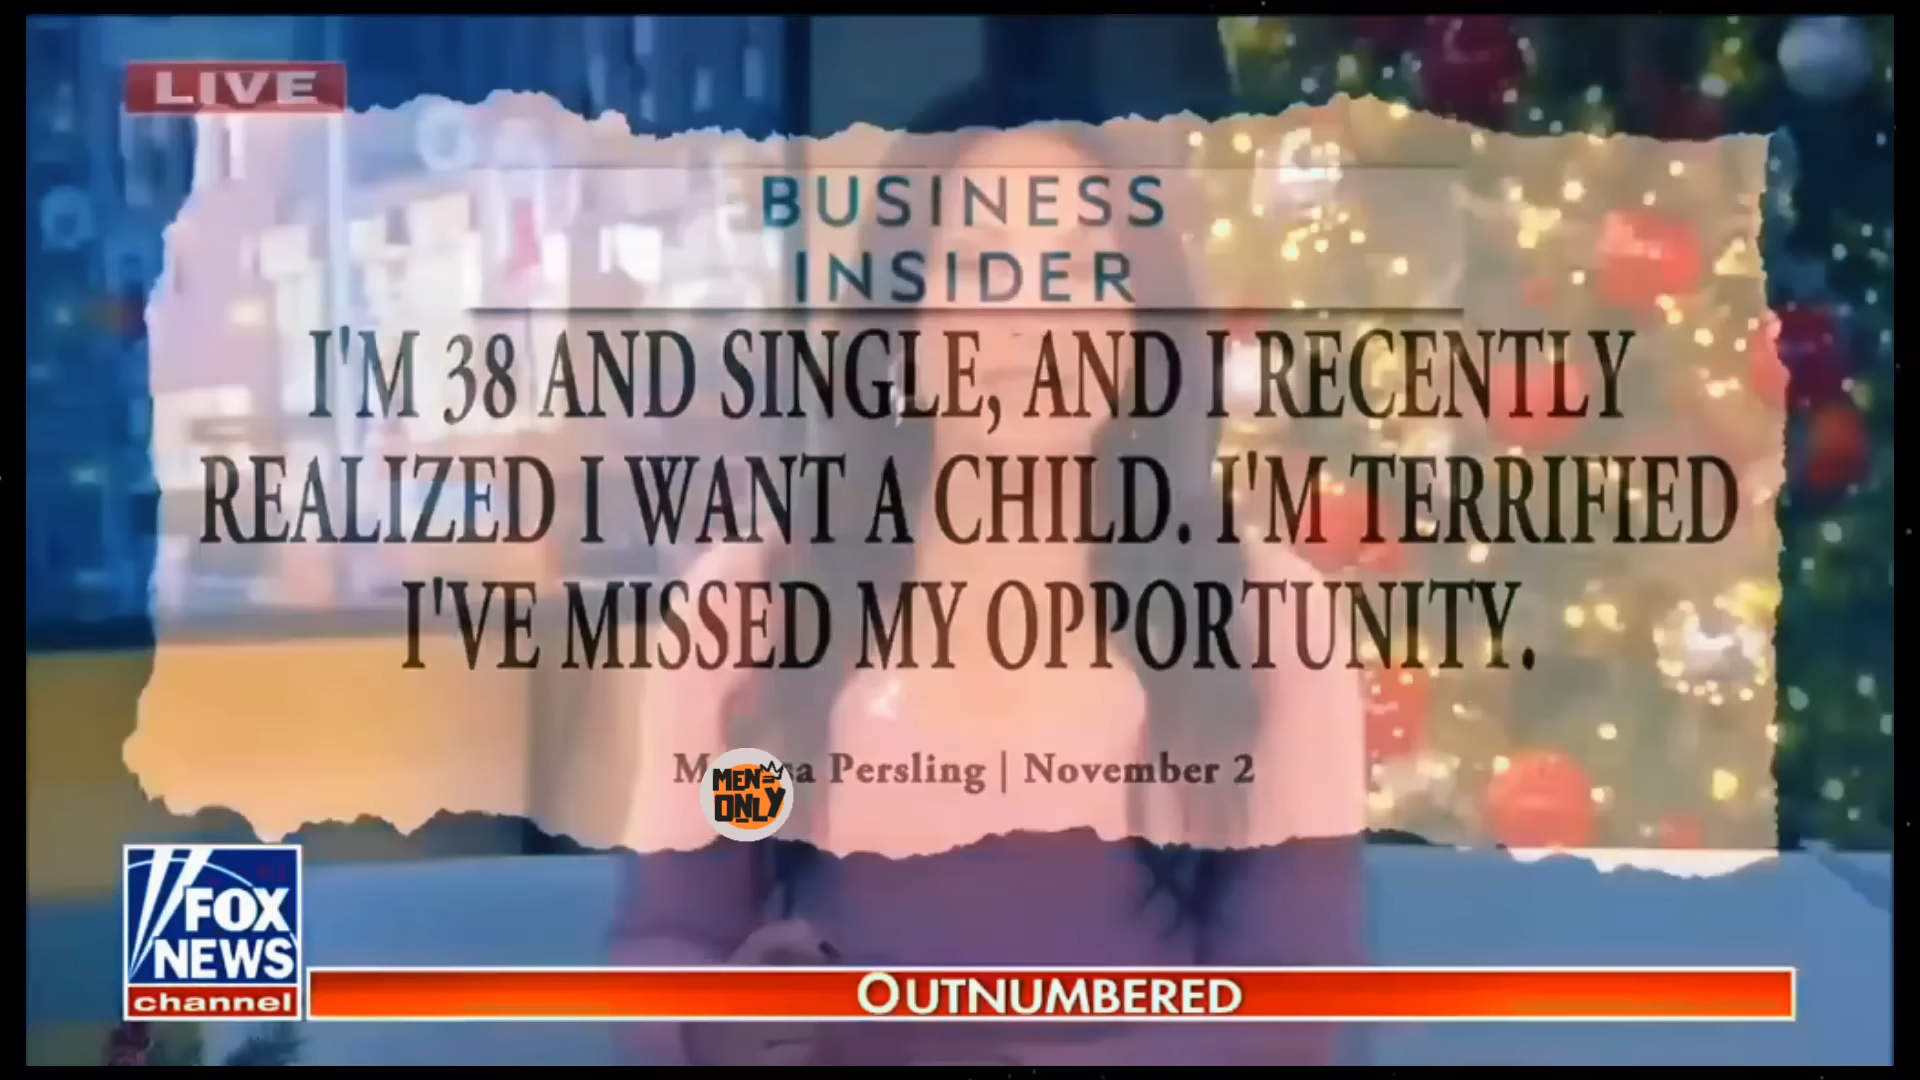 LIVE
BUSINESS
INSIDER
I'M 38 AND SINGLE, AND I RECENTLY
REALIZED I WANT A CHILD. I'M TERRIFIED
I'VE MISSED MY OPPORTUNITY.
Persling | November 2
MEN
ONLY
FOX
NEWS
channel
OUTNUMBERED